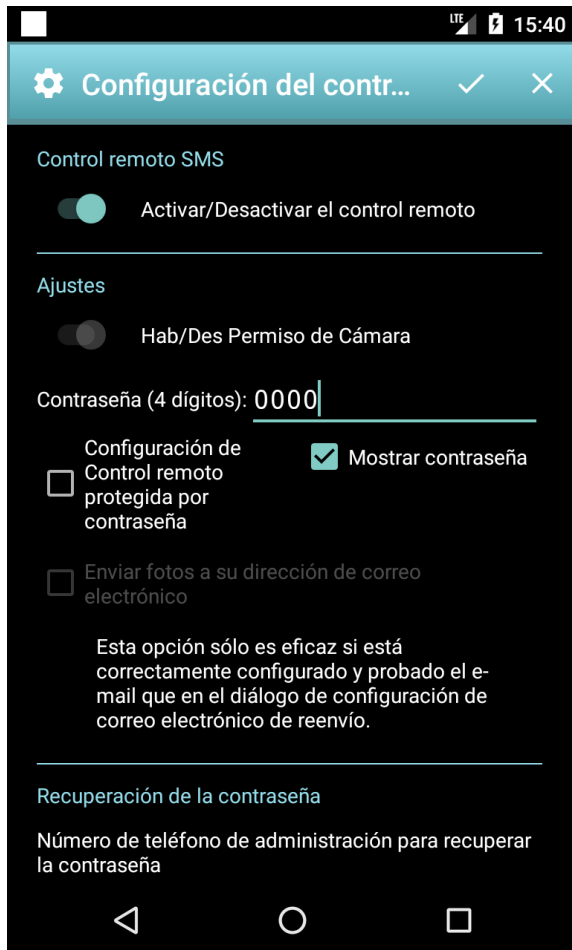 LTE 15:40
Configuración del contr...
Control remoto SMS
Activar/Desactivar el control remoto
Ajustes
Hab/Des Permiso de Cámara
Contraseña (4 dígitos): 0000
Configuración de
Control remoto
protegida por
contraseña
Mostrar contraseña
Enviar fotos a su dirección de correo
electrónico
Esta opción sólo es eficaz si está
correctamente configurado y probado el e-
mail que en el diálogo de configuración de
correo electrónico de reenvío.
Recuperación de la contraseña
Número de teléfono de administración para recuperar
la contraseña